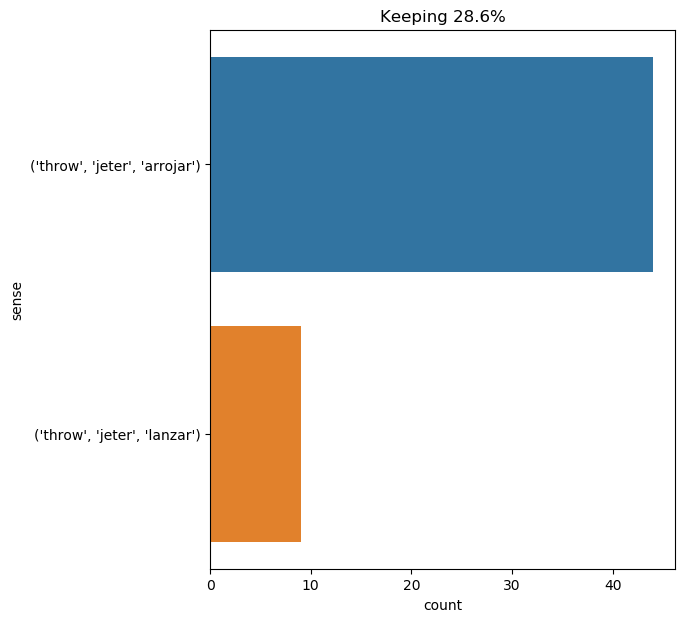 Keeping 28.6%
('throw', 'jeter', 'arrojar')
sense
('throw', 'jeter', 'lanzar')
0 10 20 30 40
count